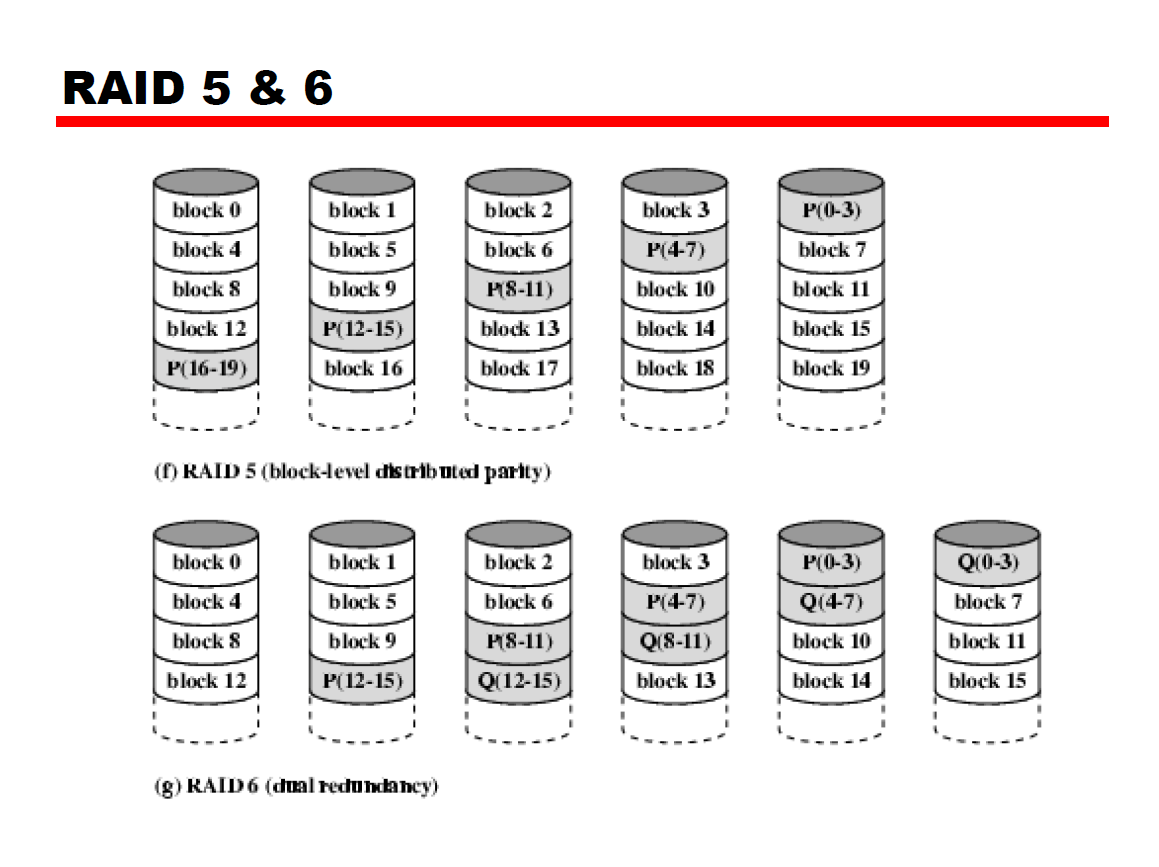 RAID 5 & 6
block 0 block 1 block 2 block 3 P(0-3)
block 4 block 5 block 6 P(4-7) block 7
block 8 block 9 P(8-11) block 10 block 11
block 12 P(12-15) block 13 block 14 block 15
P(16-19) block 16 block 17 block 18 block 19
(f) RAID 5 (block-level distributed parity)
block 0 block 1 block 2 block 3 P(0-3) Q(0-3)
block 4 block 5 block 6 P(4-7) Q(4-7) block 7
block 8 block 9 P(8-11) Q(8-11) block 10 block 11
block 12 P(12-15) Q(12-15) block 13 block 14 block 15
(g) RAID 6 (dual redundancy)